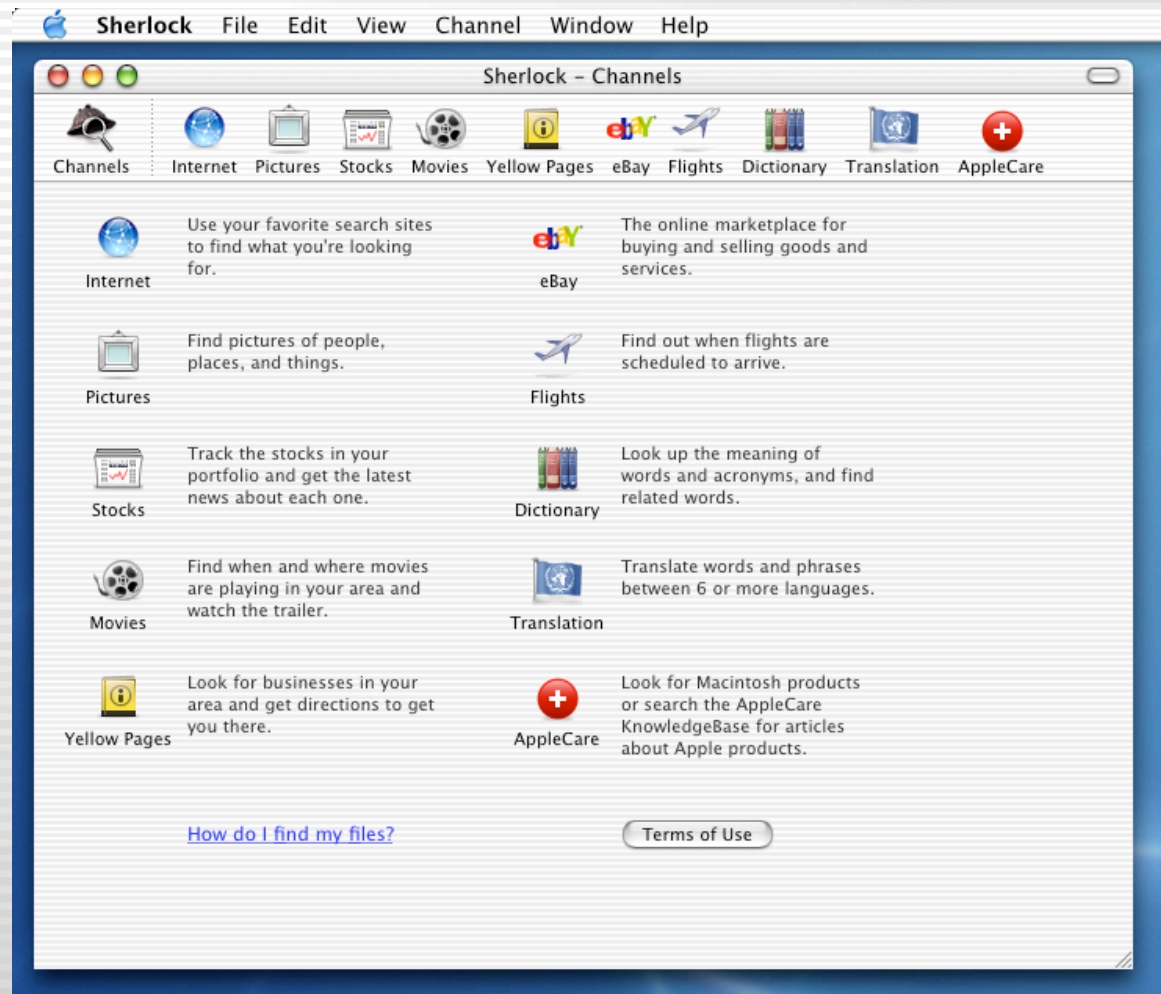 Sherlock File Edit View Channel Window Help
Sherlock – Channels
ebY
Channels Internet Pictures Stocks Movies Yellow Pages eBay Flights Dictionary Translation AppleCare
Use your favorite search sites
to find what you're looking
for.
Internet
ebY
The online marketplace for
buying and selling goods and
services.
eBay
Find pictures of people,
places, and things.
Pictures
Find out when flights are
scheduled to arrive.
Flights
Track the stocks in your
portfolio and get the latest
news about each one.
Stocks
Look up the meaning of
words and acronyms, and find
related words.
Dictionary
Find when and where movies
are playing in your area and
watch the trailer.
Movies
Translate words and phrases
between 6 or more languages.
Translation
Look for businesses in your
area and get directions to get
you there.
Yellow Pages
Look for Macintosh products
or search the AppleCare
KnowledgeBase for articles
about Apple products.
AppleCare
How do I find my files?
Terms of Use